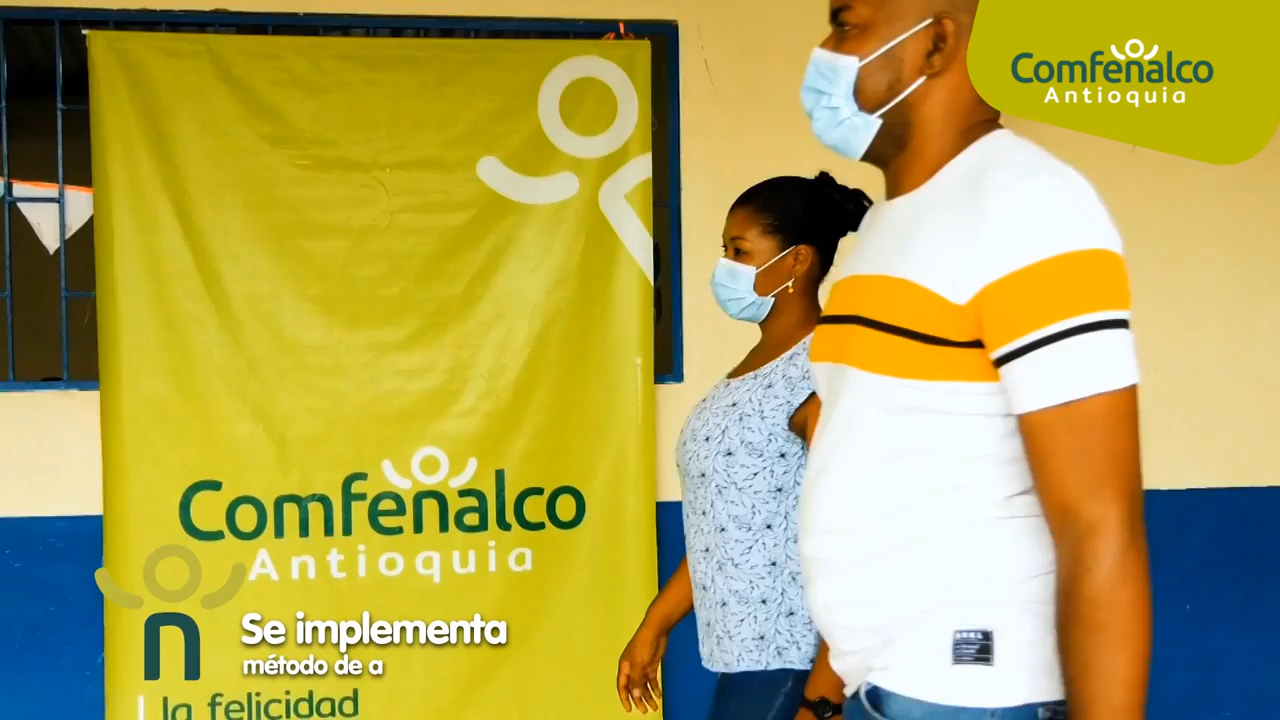 Comfenalco
Antioquia
Comfenalco
Antioquia
n
Se implementa
método de a
la felicidad